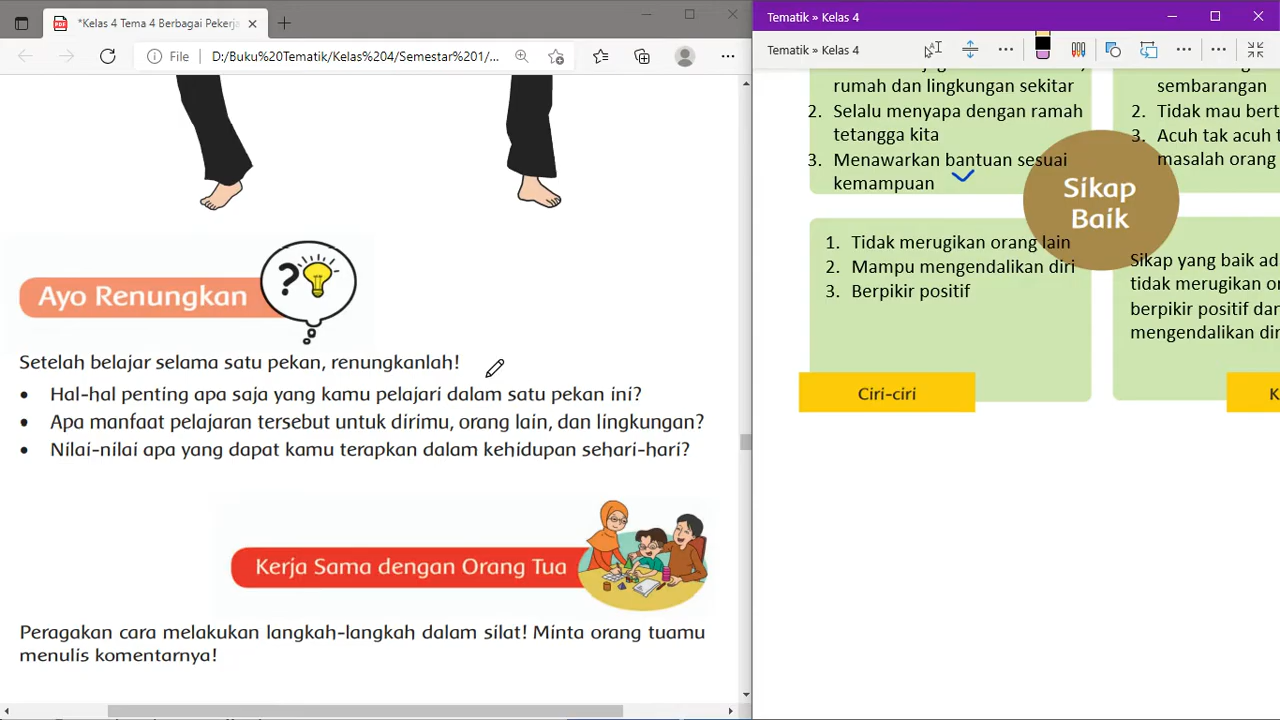 *Kelas 4 Tema 4 Berbagai Pekerja
File
D:/Buku%20Tematik/Kelas%204/Semestar%201/...
Ayo Renungkan
Setelah belajar selama satu pekan, renungkanlah!
• Hal-hal penting apa saja yang kamu pelajari dalam satu pekan ini?
• Apa manfaat pelajaran tersebut untuk dirimu, orang lain, dan lingkungan?
• Nilai-nilai apa yang dapat kamu terapkan dalam kehidupan sehari-hari?
Kerja Sama dengan Orang Tua
Peragakan cara melakukan langkah-langkah dalam silat! Minta orang tuamu
menulis komentarnya!
Tematik » Kelas 4
Tematik » Kelas 4
rumah dan lingkungan sekitar
2. Selalu menyapa dengan ramah
tetangga kita
3. Menawarkan bantuan sesuai
kemampuan
sembarangan
2. Tidak mau bert
3. Acuh tak acuh t
masalah orang
Sikap
Baik
1. Tidak merugikan orang lain
2. Mampu mengendalikan diri
3. Berpikir positif
Ciri-ciri
Sikap yang baik ad
tidak merugikan or
berpikir positif dan
mengendalikan dir
K